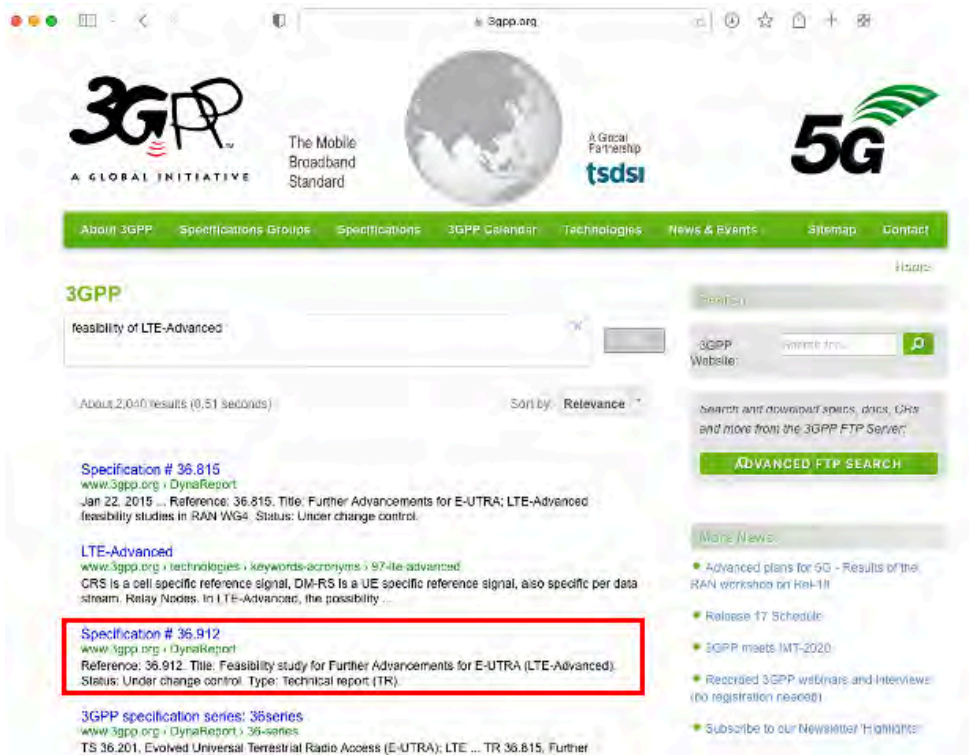 3gpp.org
3GPP
A GLOBAL INITIATIVE
The Mobile
Broadband
Standard
A Global
Partnership
tsdsi
5G
About 3GPP Specifications Groups Specifications 3GPP Calendar Technologies News & Events Sitemap Contact
Home
3GPP
feasibility of LTE-Advanced
About 2,040 results (0.51 seconds)
Sort by: Relevance
Specification # 36.815
www.3gpp.org › DynaReport
Jan 22, 2015 ... Reference: 36.815. Title: Further Advancements for E-UTRA; LTE-Advanced
feasibility studies in RAN WG4. Status: Under change control.
LTE-Advanced
www.3gpp.org › technologies › keywords-acronyms › 97-lte-advanced
CRS is a cell specific reference signal, DM-RS is a UE specific reference signal, also specific per data
stream. Relay Nodes. In LTE-Advanced, the possibility ...
Specification # 36.912
www.3gpp.org › DynaReport
Reference: 36.912. Title: Feasibility study for Further Advancements for E-UTRA (LTE-Advanced).
Status: Under change control. Type: Technical report (TR).
3GPP specification series: 36series
www.3gpp.org › DynaReport › 36-series
TS 36.201, Evolved Universal Terrestrial Radio Access (E-UTRA); LTE ... TR 36.815, Further
Search
3GPP
Website:
Search for...
Search and download specs, docs, CRs
and more from the 3GPP FTP Server:
ADVANCED FTP SEARCH
More News
Advanced plans for 5G - Results of the
RAN workshop on Rel-18
Release 17 Schedule
3GPP meets IMT-2020
Recorded 3GPP webinars and interviews
(no registration needed)
Subscribe to our Newsletter 'Highlights'